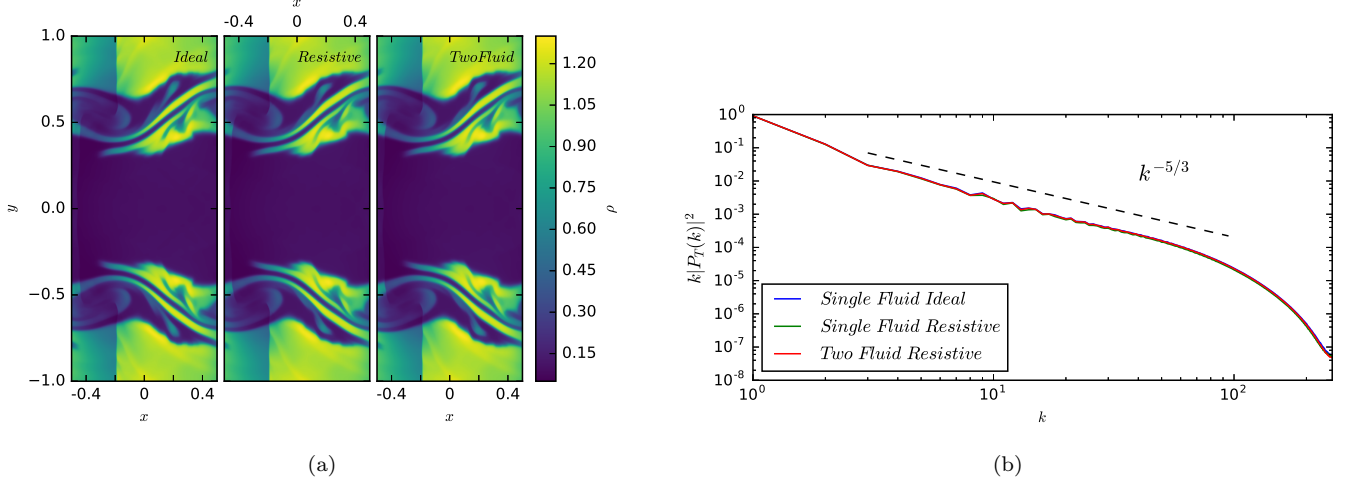 x
-0.4 0 0.4
1.0
0.5
0.0
−0.5
−1.0
y
Ideal
Resistive
TwoFluid
-0.4 0 0.4
-0.4 0 0.4
x
x
1.20
1.05
0.90
0.75
0.60
0.45
0.30
0.15
ρ
(a)
10^0
10^-1
10^-2
10^-3
10^-4
10^-5
10^-6
10^-7
10^-8
k|P_T(k)|^2
k^{-5/3}
Single Fluid Ideal
Single Fluid Resistive
Two Fluid Resistive
10^0 10^1 10^2
k
(b)